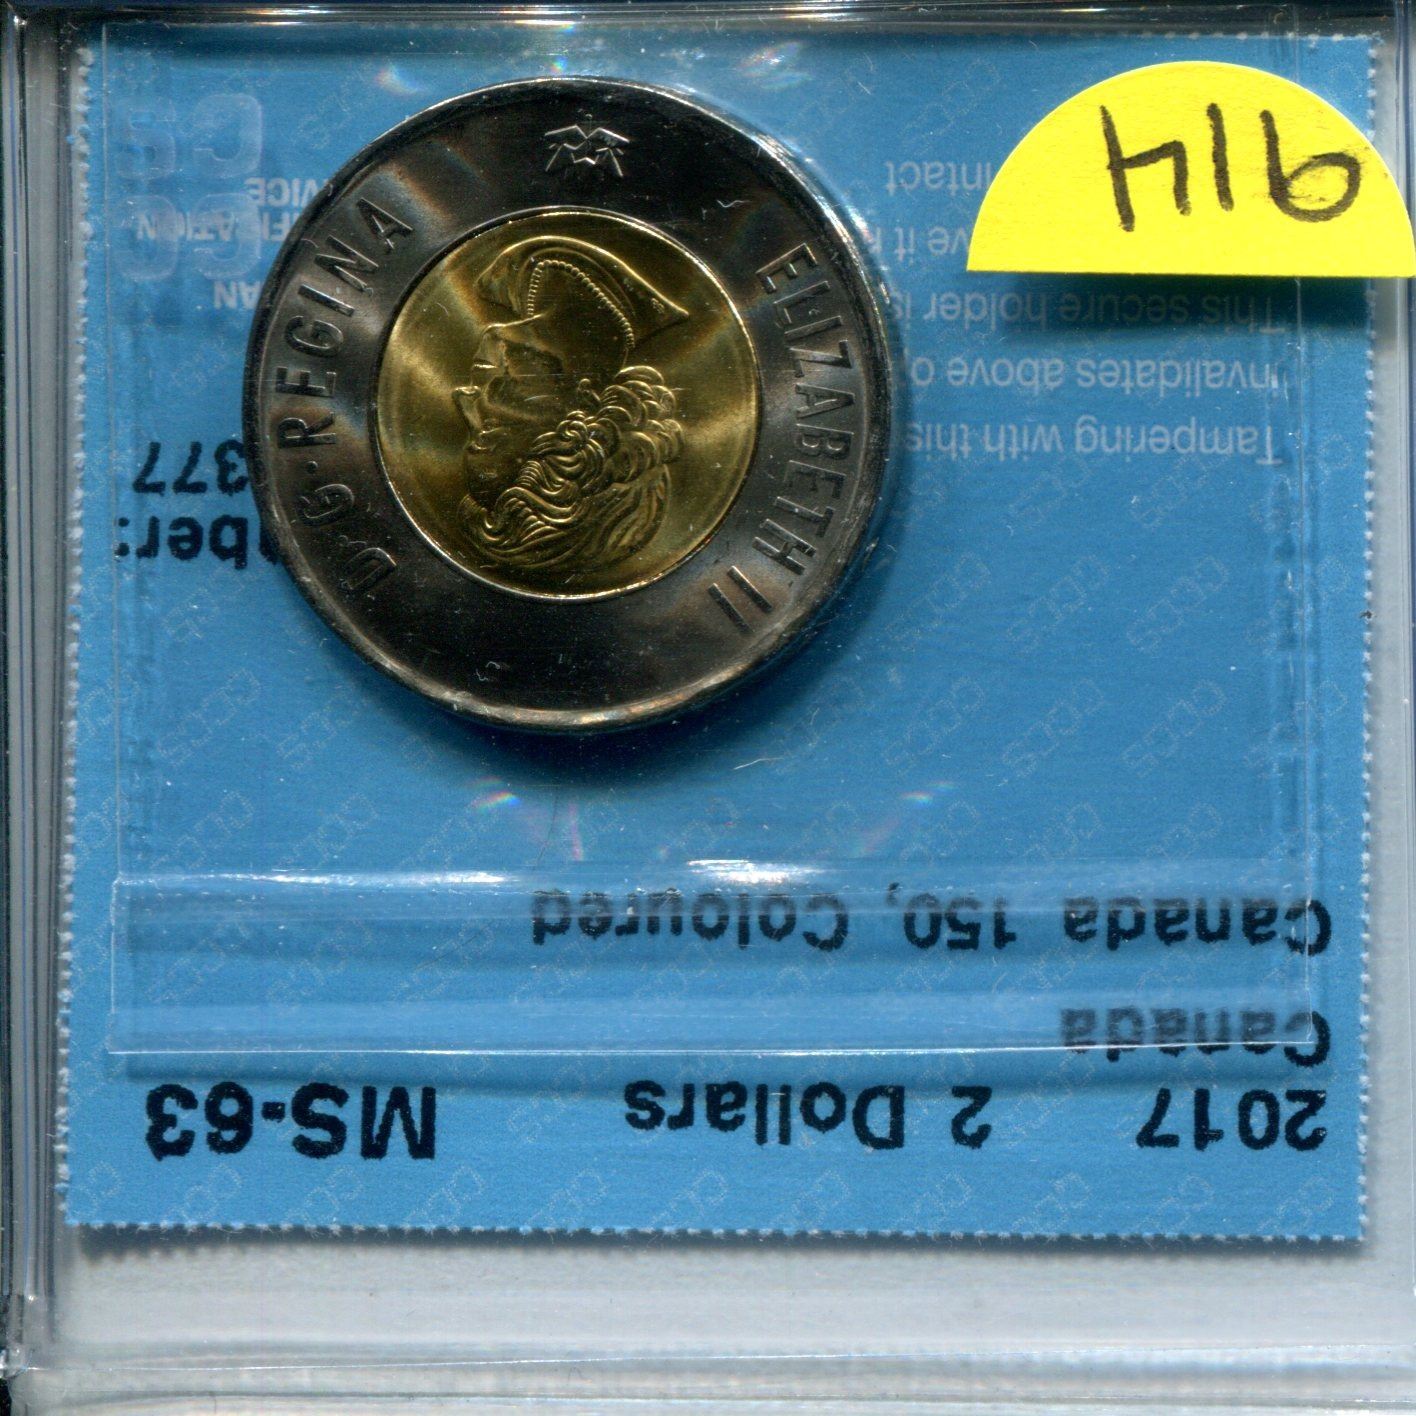 2017 2 Dollars MS-63
Canada
Canada 150, Coloured
377
Tampering with this
invalidates above
This secure holder is
it
intact
ELIZABETH II D·G·REGINA
914